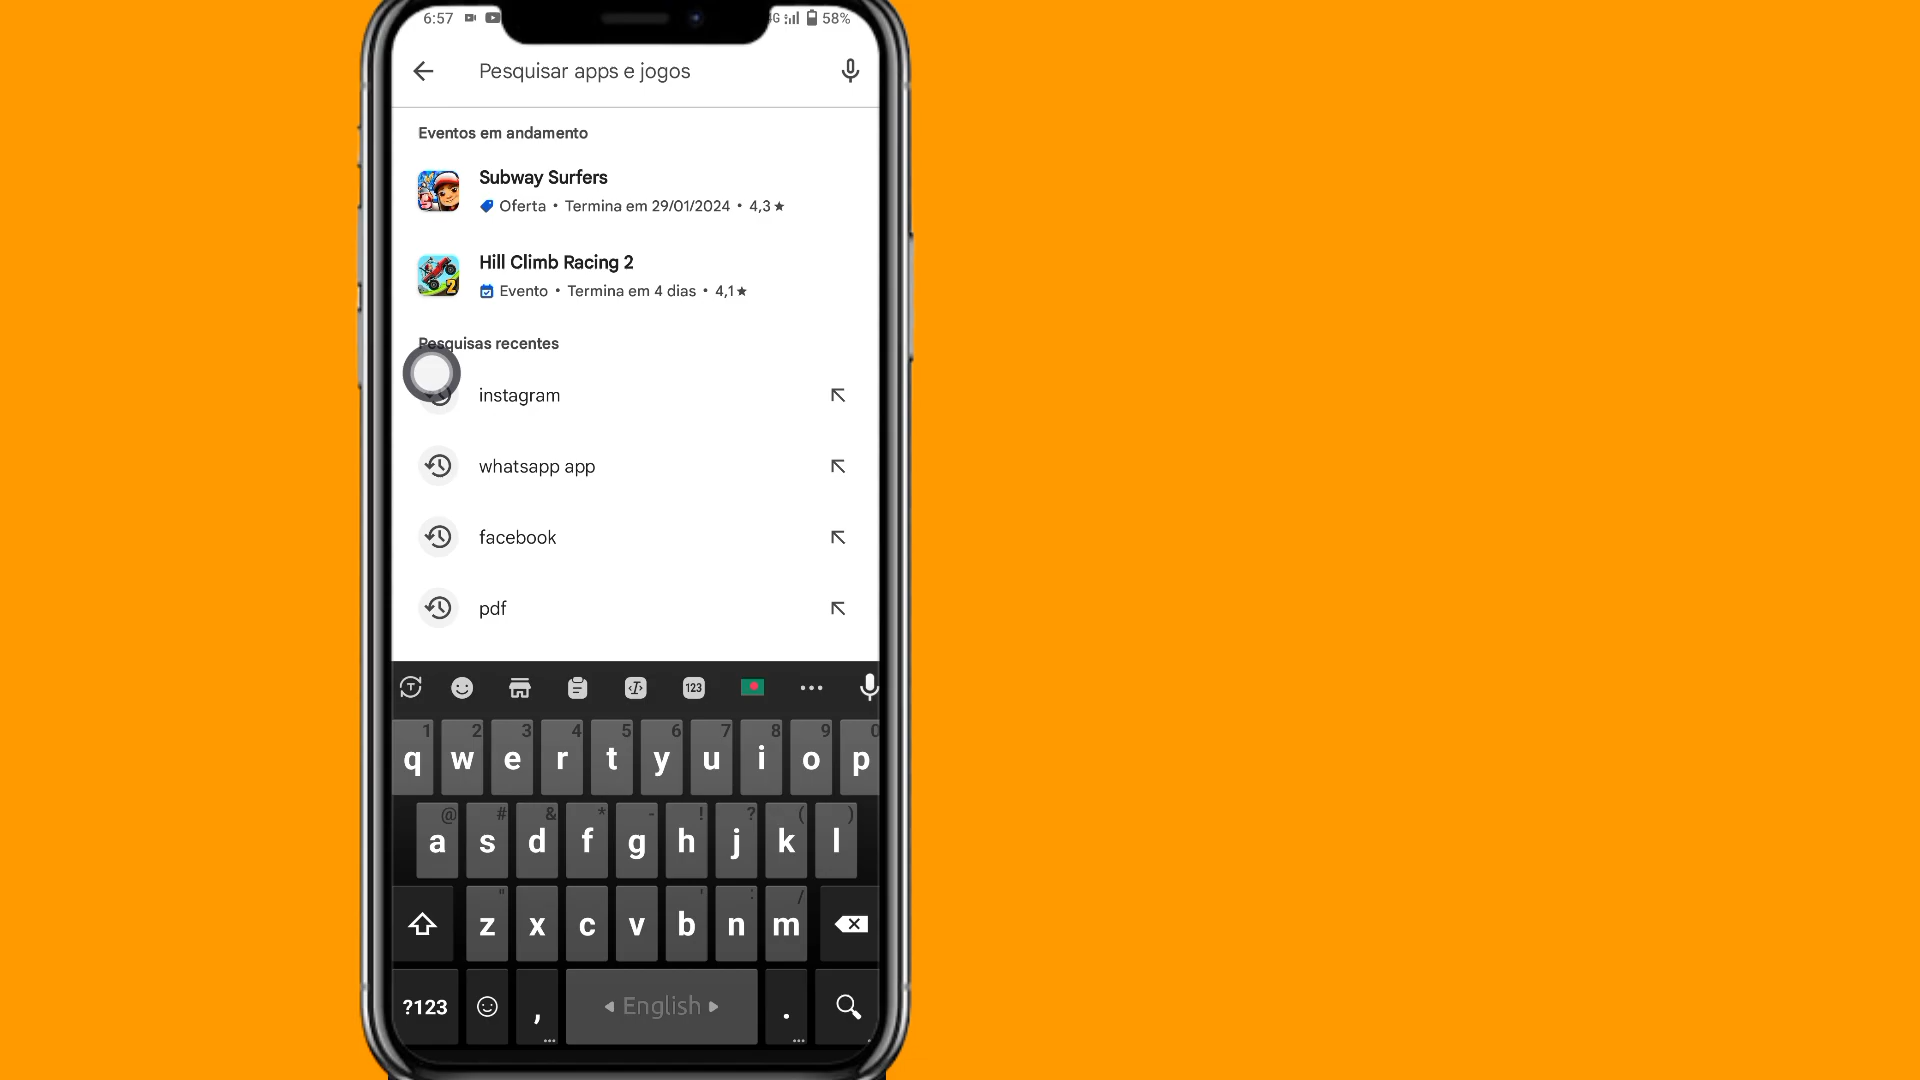 6:57 4G 58%
Pesquisar apps e jogos
Eventos em andamento
Subway Surfers
Oferta • Termina em 29/01/2024 • 4,3★
Hill Climb Racing 2
2
Evento • Termina em 4 dias • 4,1★
Pesquisas recentes
instagram
whatsapp app
facebook
pdf
T 123
1 2 3 4 5 6 7 8 9 0
q w e r t y u i o p
@ # & * - ! ? ( )
a s d f g h j k l
" ' : /
z x c v b n m
?123 , English .